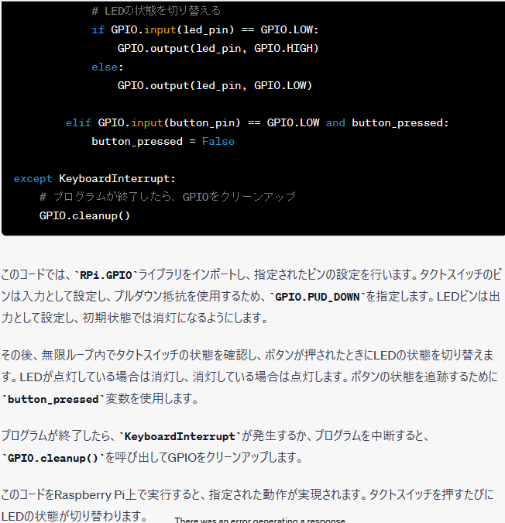 # LEDの状態を切り替える
if GPIO.input(led_pin) == GPIO.LOW:
GPIO.output(led_pin, GPIO.HIGH)
else:
GPIO.output(led_pin, GPIO.LOW)
elif GPIO.input(button_pin) == GPIO.LOW and button_pressed:
button_pressed = False
except KeyboardInterrupt:
# プログラムが終了したら、GPIOをクリーンアップ
GPIO.cleanup()
このコードでは、`RPi.GPIO`ライブラリをインポートし、指定されたピンの設定を行います。タクトスイッチのピ
ンは入力として設定し、プルダウン抵抗を使用するため、`GPIO.PUD_DOWN`を指定します。LEDピンは出
力として設定し、初期状態では消灯になるようにします。
その後、無限ループ内でタクトスイッチの状態を確認し、ボタンが押されたときにLEDの状態を切り替えま
す。LEDが点灯している場合は消灯し、消灯している場合は点灯します。ボタンの状態を追跡するために
`button_pressed`変数を使用します。
プログラムが終了したら、`KeyboardInterrupt`が発生するか、プログラムを中断すると、
`GPIO.cleanup()`を呼び出してGPIOをクリーンアップします。
このコードをRaspberry Pi上で実行すると、指定された動作が実現されます。タクトスイッチを押すたびに
LEDの状態が切り替わります。
There was an error generating a response